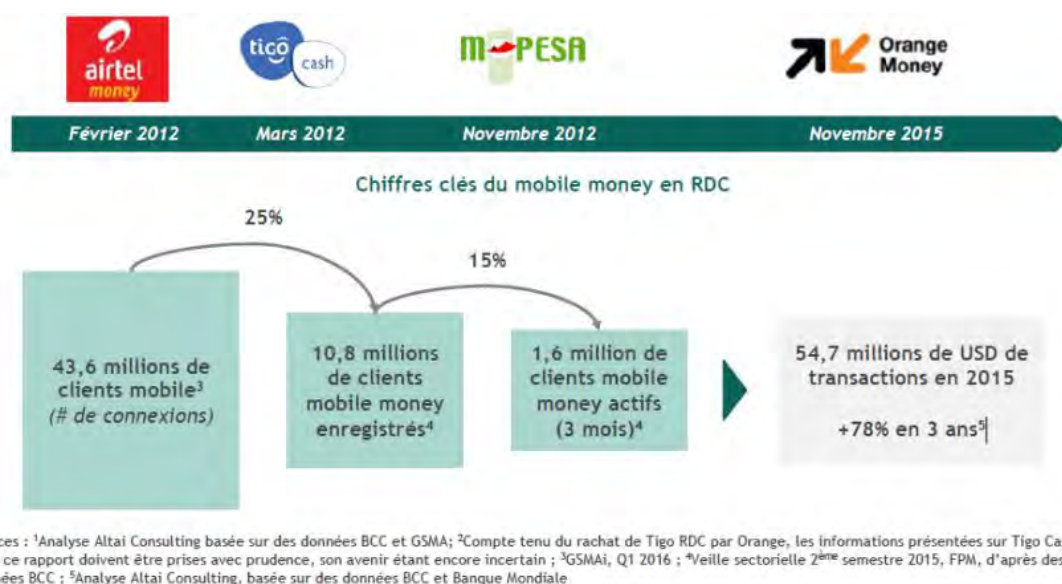 airtel
money
tigo
cash
M-PESA
Orange
Money
Février 2012 Mars 2012 Novembre 2012 Novembre 2015
Chiffres clés du mobile money en RDC
25%
15%
43,6 millions de
clients mobile³
(# de connexions)
10,8 millions
de clients
mobile money
enregistrés⁴
1,6 million de
clients mobile
money actifs
(3 mois)⁴
54,7 millions de USD de
transactions en 2015
+78% en 3 ans⁵
ces : ¹Analyse Altai Consulting basée sur des données BCC et GSMA; ²Compte tenu du rachat de Tigo RDC par Orange, les informations présentées sur Tigo Ca
ce rapport doivent être prises avec prudence, son avenir étant encore incertain ; ³GSMAi, Q1 2016 ; ⁴Veille sectorielle 2ème semestre 2015, FPM, d'après da
ées BCC ; ⁵Analyse Altai Consulting, basée sur des données BCC et Banque Mondiale